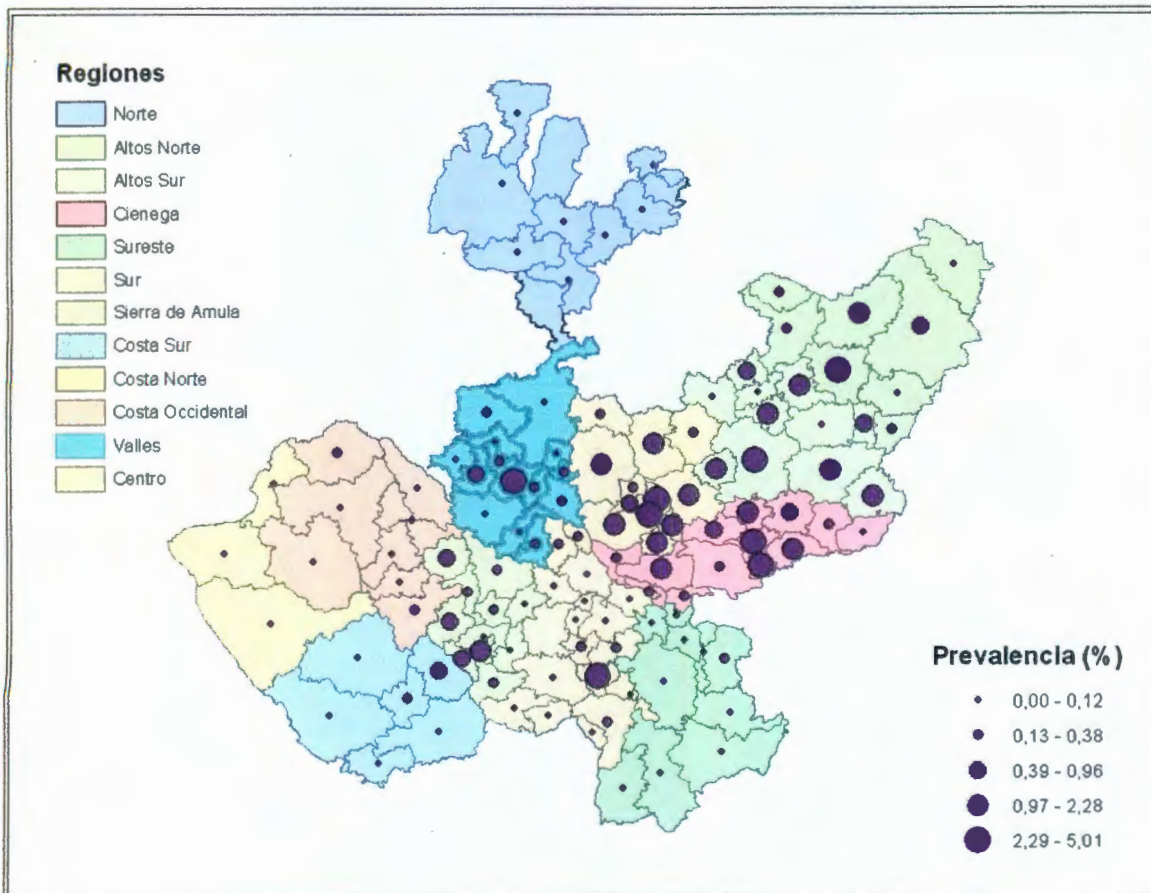 Regiones
Norte
Altos Norte
Altos Sur
Cienega
Sureste
Sur
Sierra de Amula
Costa Sur
Costa Norte
Costa Occidental
Valles
Centro
Prevalencia (%)
0,00 - 0,12
0,13 - 0,38
0,39 - 0,96
0,97 - 2,28
2,29 - 5,01